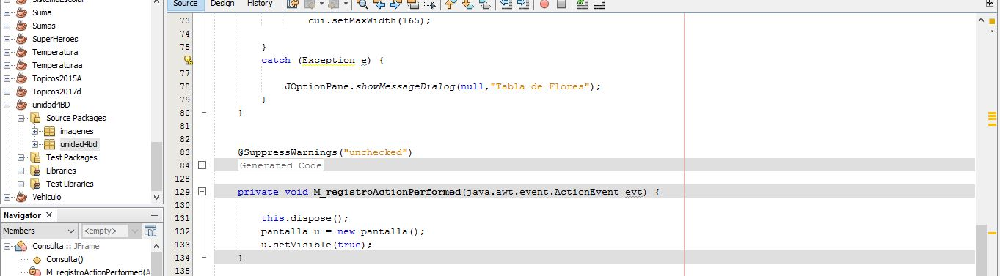 SistemaEscolar
Suma
Sumas
SuperHeroes
Temperatura
Temperaturaa
Topicos2015A
Topicos2017d
unidad4BD
Source Packages
imagenes
unidad4bd
Test Packages
Libraries
Test Libraries
Vehiculo
Navigator
Members
<empty>
Consulta :: JFrame
Consulta()
M_registroActionPerformed(A
Source Design History
73 cui.setMaxWidth(165);
74
75 }
catch (Exception e) {
77
78 JOptionPane.showMessageDialog(null,"Tabla de Flores");
79 }
80 }
81
82
83 @SuppressWarnings("unchecked")
84 Generated Code
128
129 private void M_registroActionPerformed(java.awt.event.ActionEvent evt) {
130
131 this.dispose();
132 pantalla u = new pantalla();
133 u.setVisible(true);
134 }
135